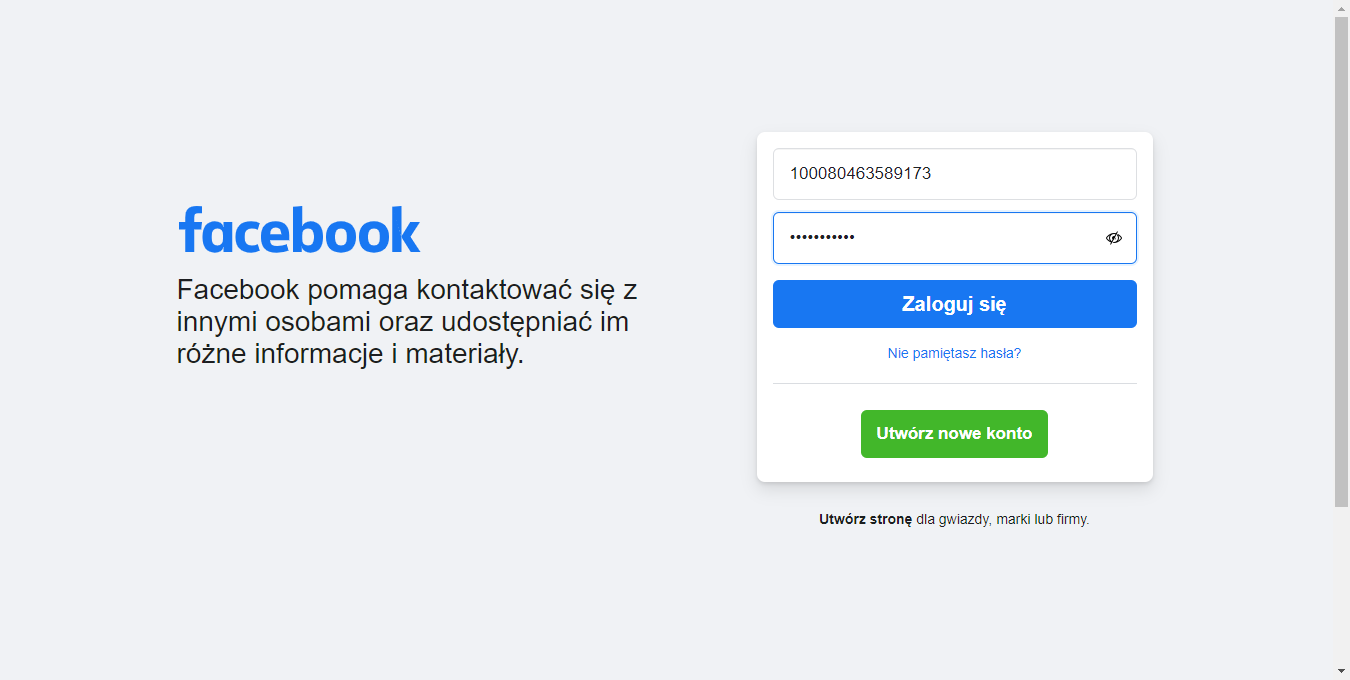 facebook
Facebook pomaga kontaktować się z
innymi osobami oraz udostępniać im
różne informacje i materiały.
100080463589173
•••••••••••
Zaloguj się
Nie pamiętasz hasła?
Utwórz nowe konto
Utwórz stronę dla gwiazdy, marki lub firmy.